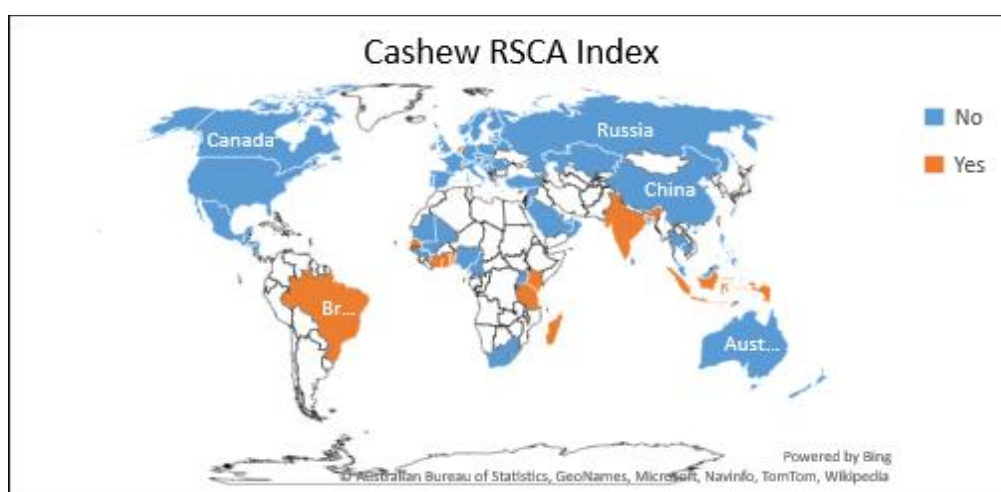 Cashew RSCA Index
No
Yes
Canada
Russia
China
Br...
Aust...
Powered by Bing
© Australian Bureau of Statistics, GeoNames, Microsoft, Navinfo, TomTom, Wikipedia